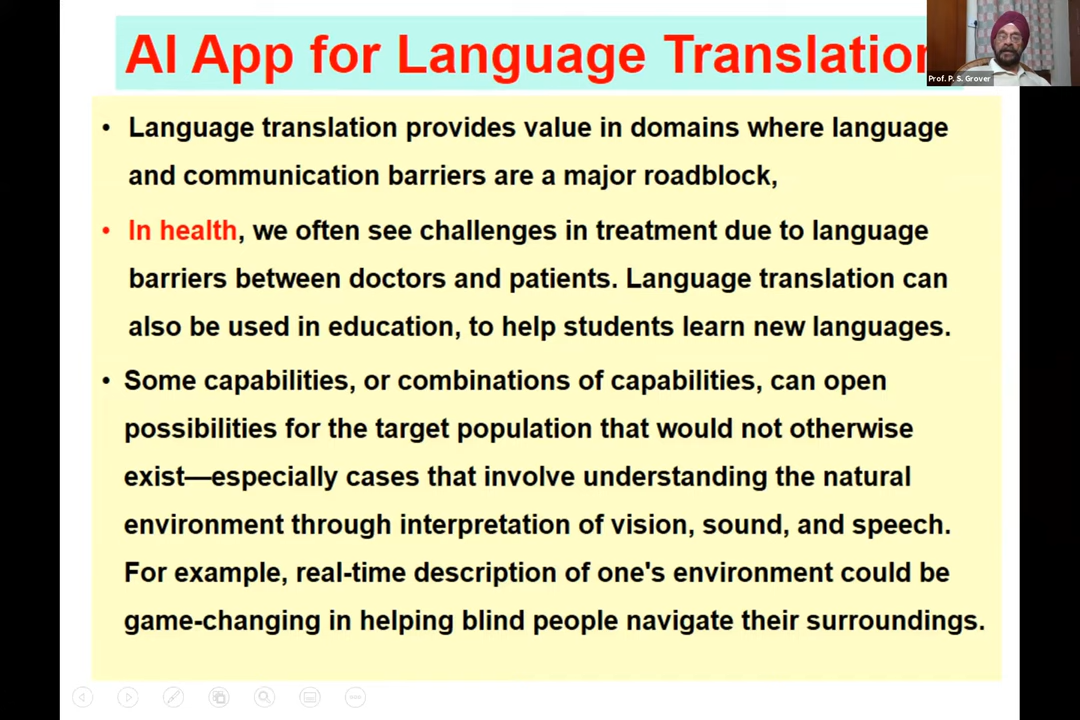 AI App for Language Translation
Prof. P. S. Grover
• Language translation provides value in domains where language
and communication barriers are a major roadblock,
• In health, we often see challenges in treatment due to language
barriers between doctors and patients. Language translation can
also be used in education, to help students learn new languages.
• Some capabilities, or combinations of capabilities, can open
possibilities for the target population that would not otherwise
exist—especially cases that involve understanding the natural
environment through interpretation of vision, sound, and speech.
For example, real-time description of one's environment could be
game-changing in helping blind people navigate their surroundings.